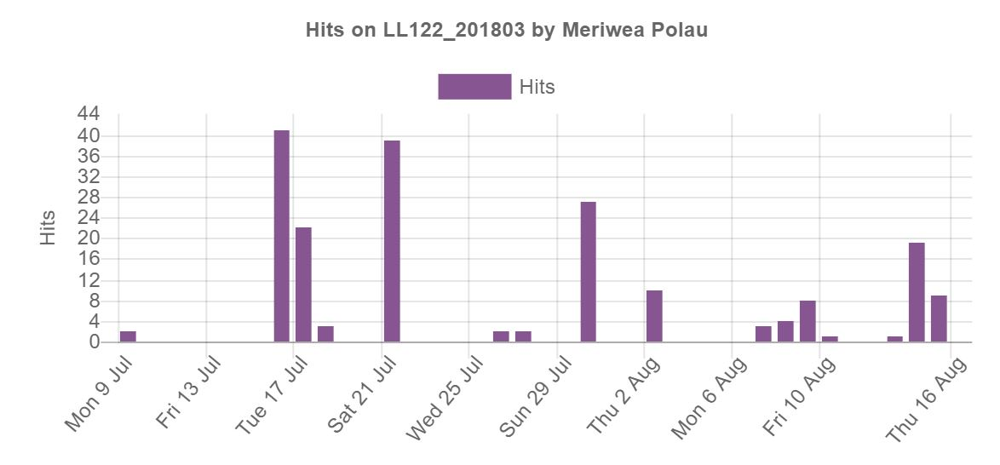 Hits on LL122_201803 by Meriwea Polau
Hits
44
40
36
32
28
24
20
16
12
8
4
0
Hits
Mon 9 Jul
Fri 13 Jul
Tue 17 Jul
Sat 21 Jul
Wed 25 Jul
Sun 29 Jul
Thu 2 Aug
Mon 6 Aug
Fri 10 Aug
Thu 16 Aug